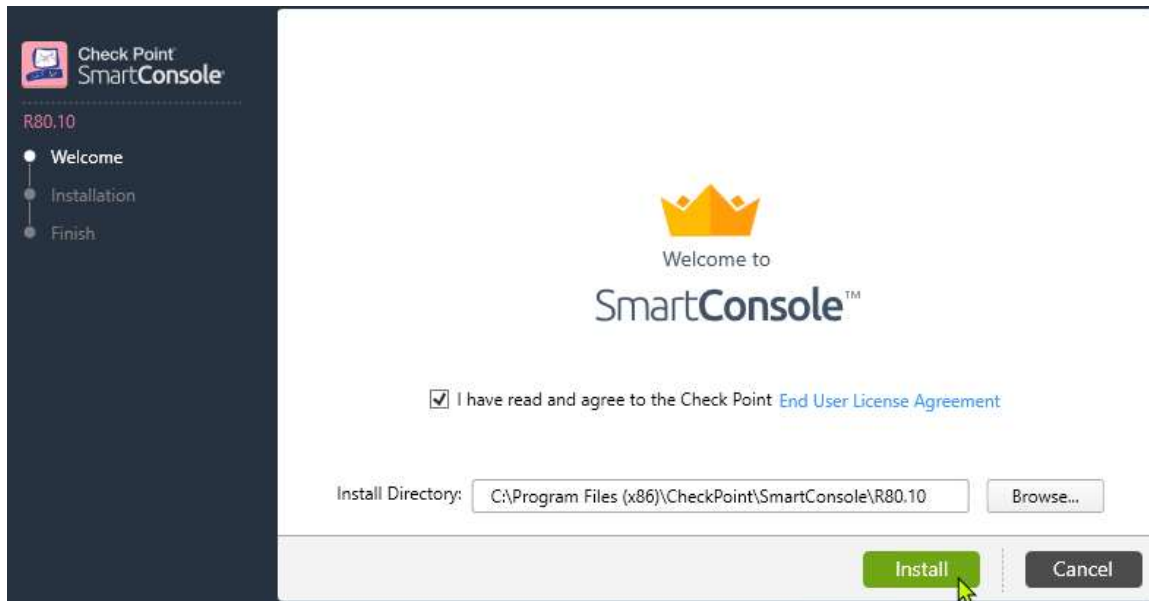 Check Point
SmartConsole
R80.10
Welcome
Installation
Finish
Welcome to
SmartConsole™
I have read and agree to the Check Point End User License Agreement
Install Directory: C:\Program Files (x86)\CheckPoint\SmartConsole\R80.10 Browse...
Install Cancel